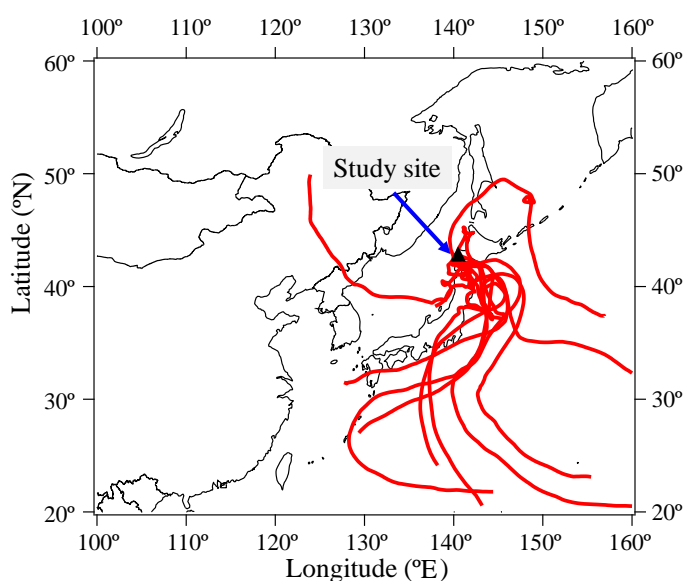 100º 110º 120º 130º 140º 150º 160º
60º 60º
50º 50º
Study site
40º 40º
Latitude (ºN)
30º 30º
20º 20º
100º 110º 120º 130º 140º 150º 160º
Longitude (ºE)